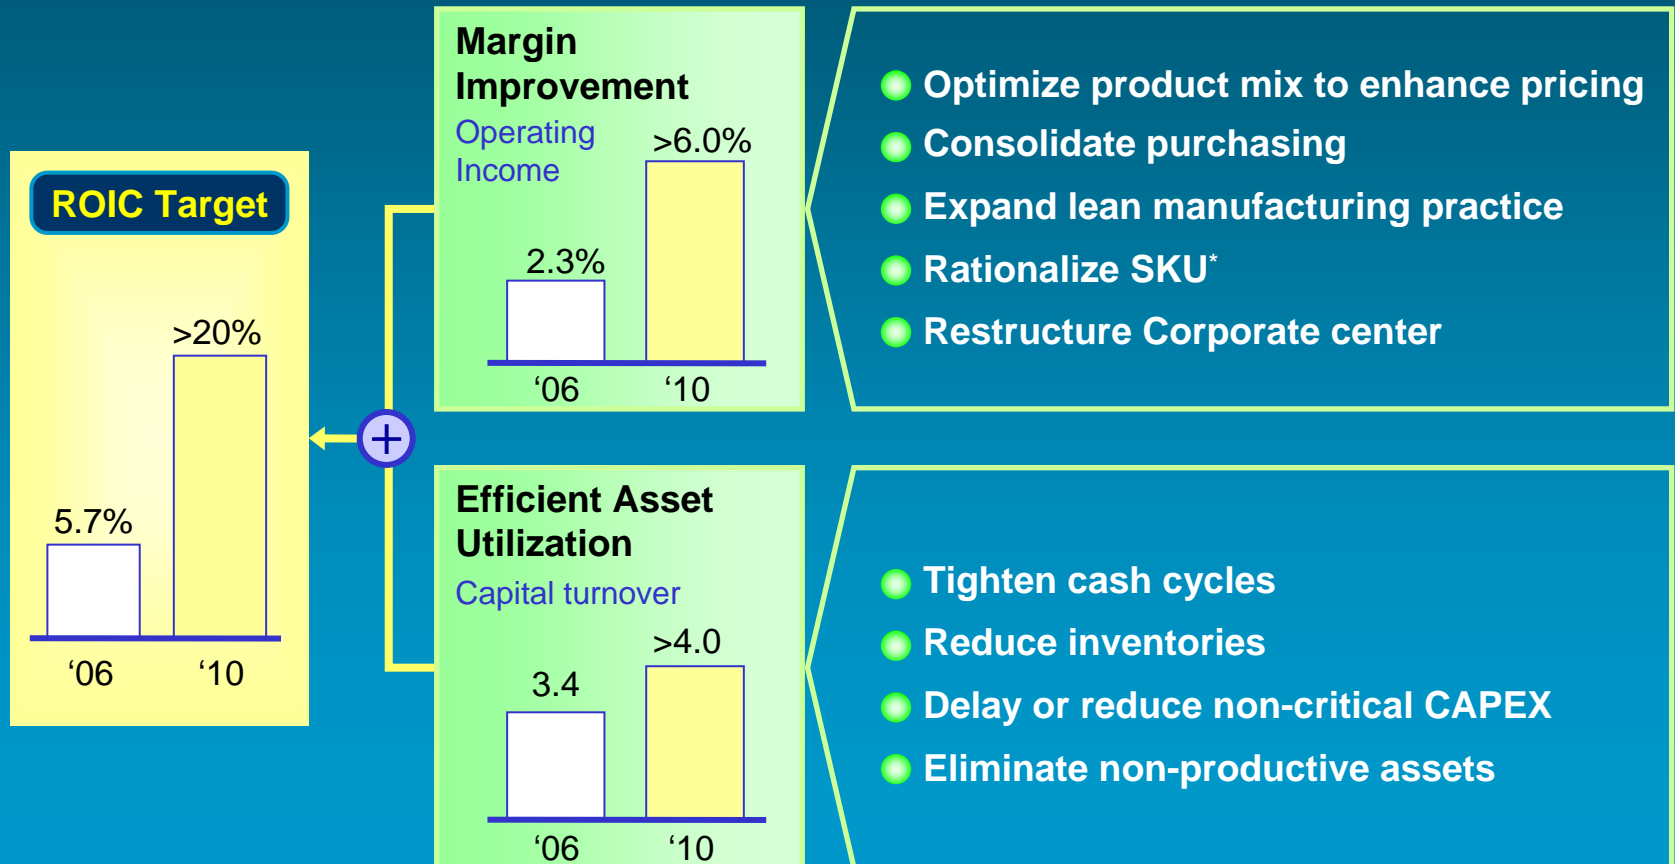 ROIC Target
>20%
5.7%
‘06 ‘10
+
Margin
Improvement
Operating
Income
>6.0%
2.3%
‘06 ‘10
Optimize product mix to enhance pricing
Consolidate purchasing
Expand lean manufacturing practice
Rationalize SKU*
Restructure Corporate center
Efficient Asset
Utilization
Capital turnover
>4.0
3.4
‘06 ‘10
Tighten cash cycles
Reduce inventories
Delay or reduce non-critical CAPEX
Eliminate non-productive assets